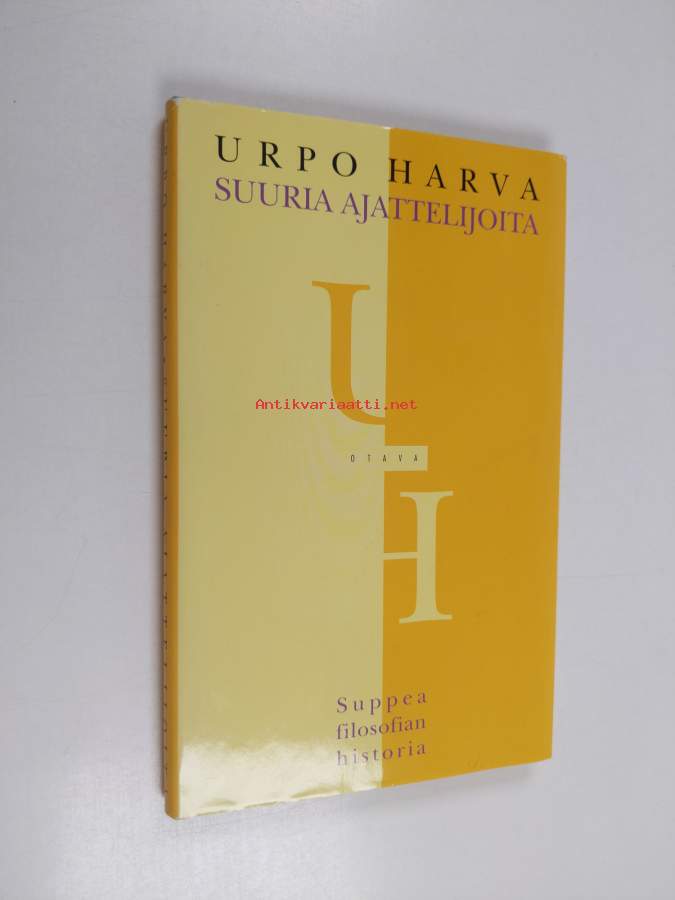 URPO HARVA
SUURIA AJATTELIJOITA
U
Antikvariaatti.net
OTAVA
H
Suppea
filosofian
historia